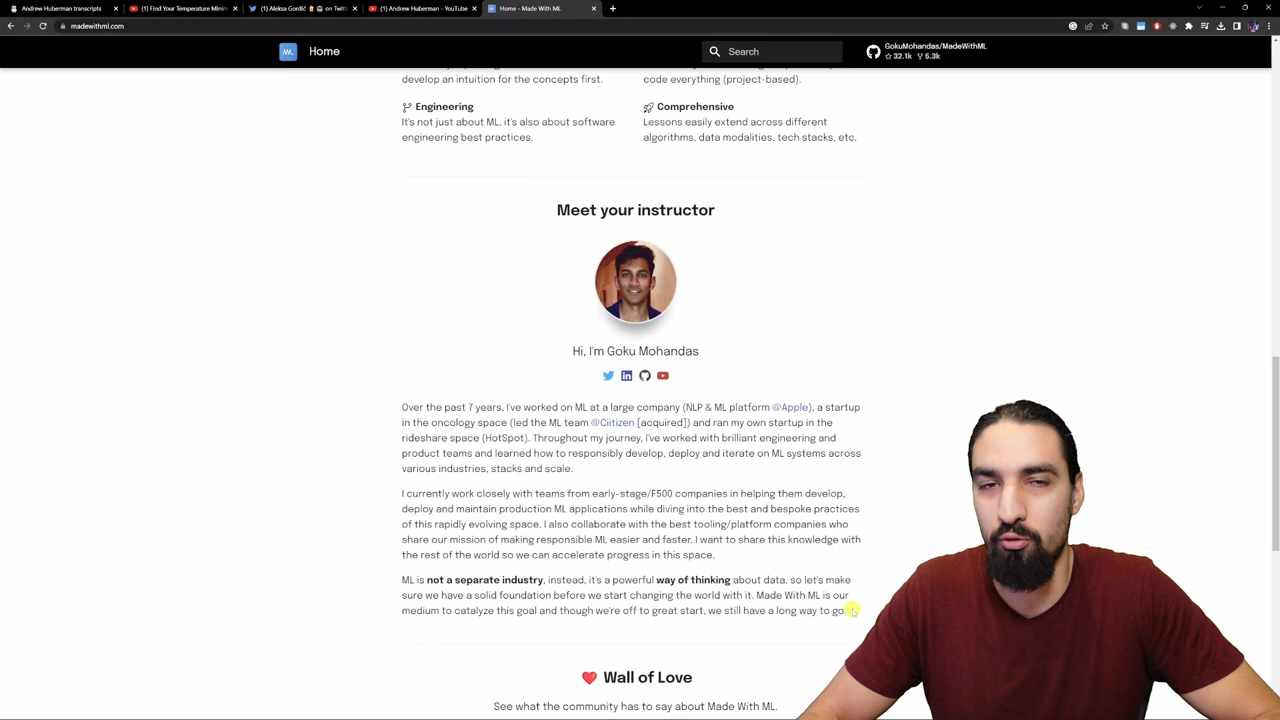 Andrew Huberman transcripts
(1) Find Your Temperature Minim
(1) Aleksa Gordić
on Twitt
(1) Andrew Huberman - YouTube
Home - Made With ML
madewithml.com
Home
Search
GokuMohandas/MadeWithML
32.1k 5.3k
develop an intuition for the concepts first.
code everything (project-based).
Engineering
It's not just about ML, it's also about software
engineering best practices.
Comprehensive
Lessons easily extend across different
algorithms, data modalities, tech stacks, etc.
Meet your instructor
Hi, I'm Goku Mohandas
Over the past 7 years, I've worked on ML at a large company (NLP & ML platform @Apple), a startup
in the oncology space (led the ML team @Ciitizen [acquired]) and ran my own startup in the
rideshare space (HotSpot). Throughout my journey, I've worked with brilliant engineering and
product teams and learned how to responsibly develop, deploy and iterate on ML systems across
various industries, stacks and scale.
I currently work closely with teams from early-stage/F500 companies in helping them develop,
deploy and maintain production ML applications while diving into the best and bespoke practices
of this rapidly evolving space. I also collaborate with the best tooling/platform companies who
share our mission of making responsible ML easier and faster. I want to share this knowledge with
the rest of the world so we can accelerate progress in this space.
ML is not a separate industry, instead, it's a powerful way of thinking about data, so let's make
sure we have a solid foundation before we start changing the world with it. Made With ML is our
medium to catalyze this goal and though we're off to great start, we still have a long way to go.
Wall of Love
See what the community has to say about Made With ML.